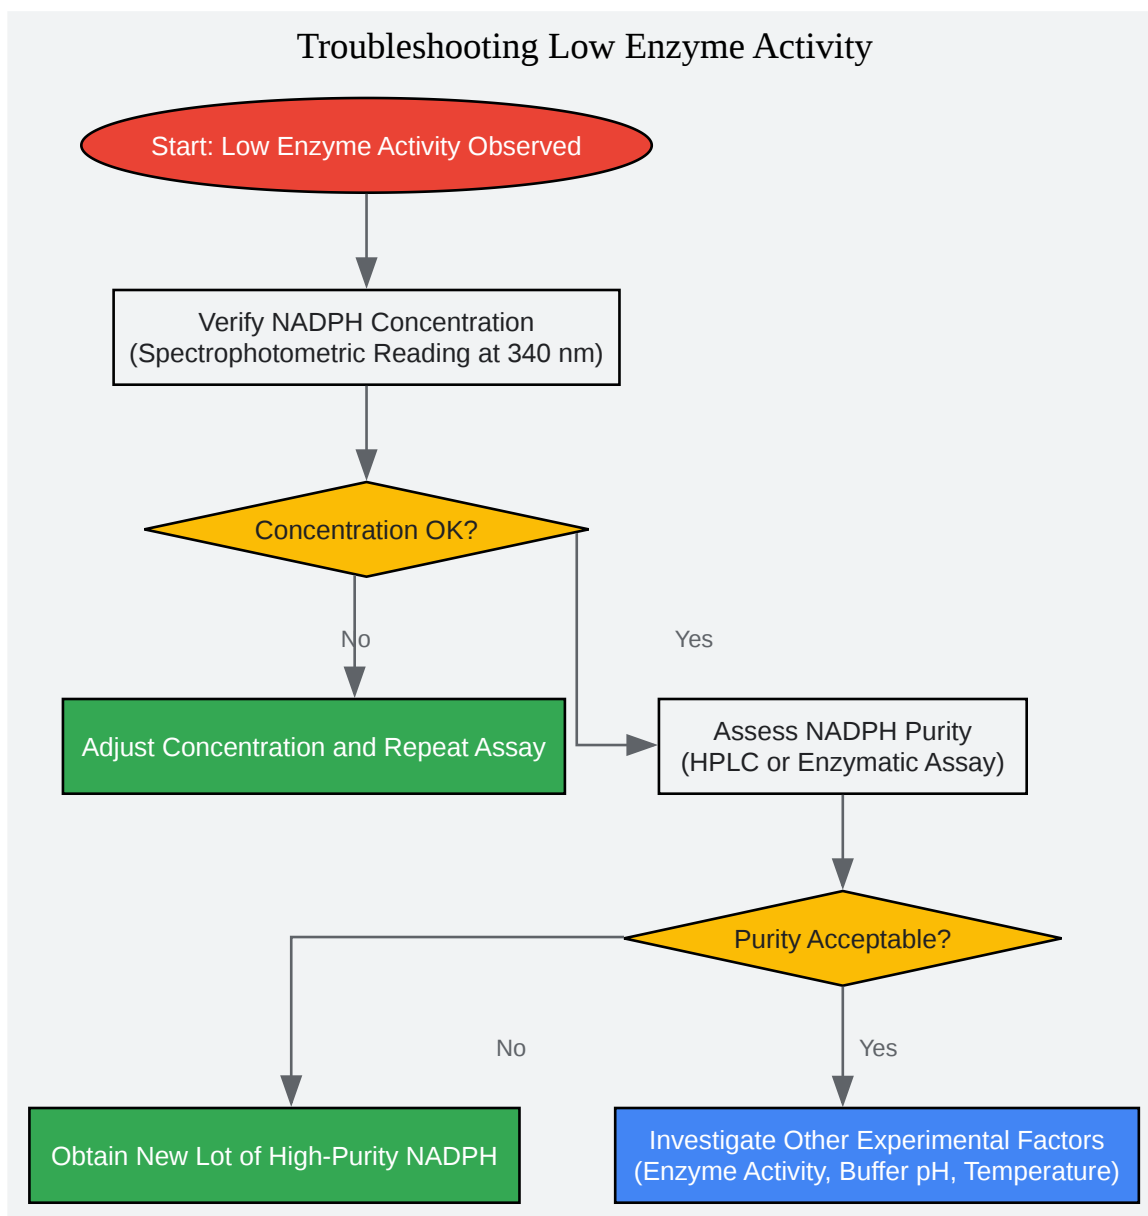 Troubleshooting Low Enzyme Activity
Start: Low Enzyme Activity Observed
Verify NADPH Concentration
(Spectrophotometric Reading at 340 nm)
Concentration OK?
No
Yes
Adjust Concentration and Repeat Assay
Assess NADPH Purity
(HPLC or Enzymatic Assay)
Purity Acceptable?
No
Yes
Obtain New Lot of High-Purity NADPH
Investigate Other Experimental Factors
(Enzyme Activity, Buffer pH, Temperature)